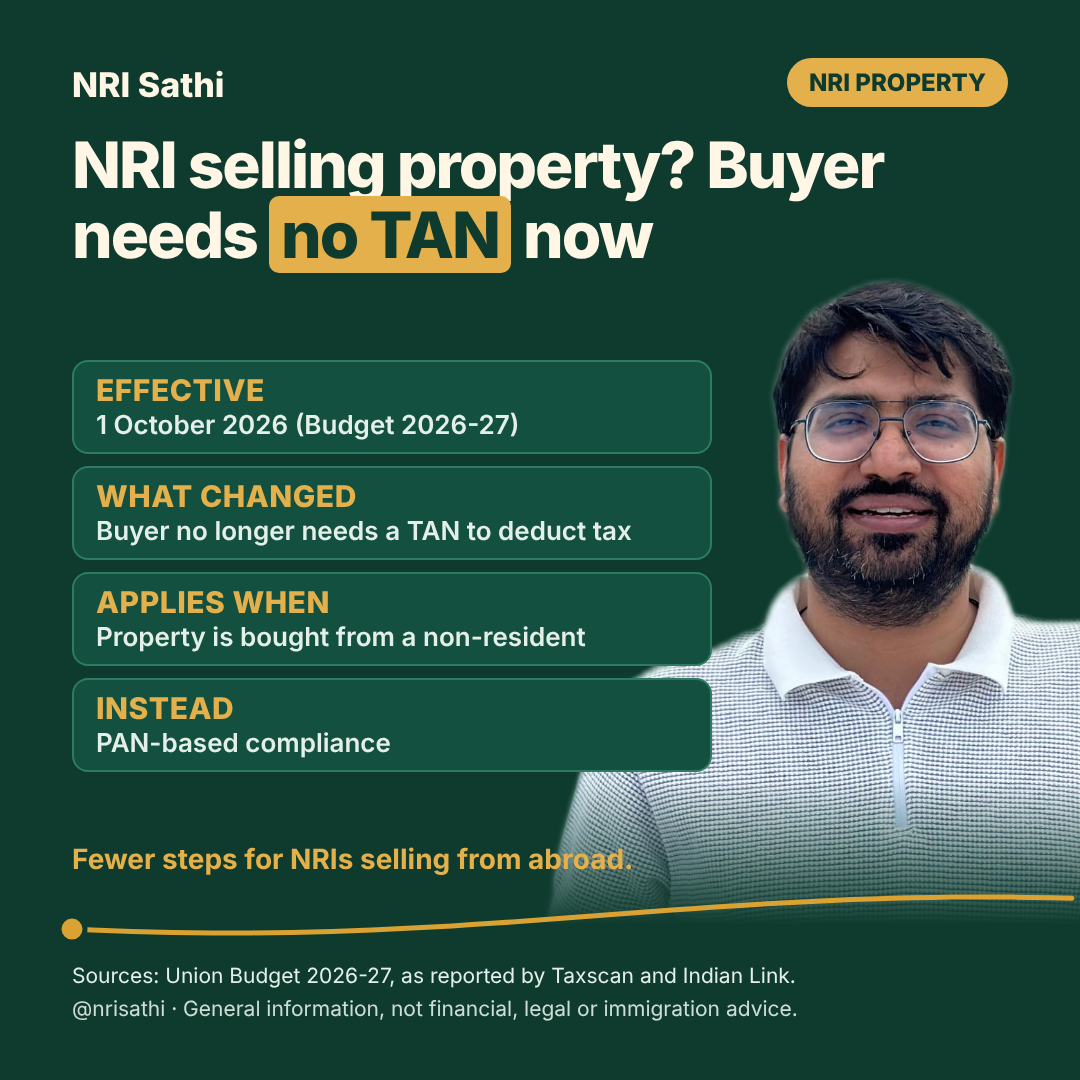 NRI Sathi
NRI PROPERTY
NRI selling property? Buyer
needs no TAN now
EFFECTIVE
1 October 2026 (Budget 2026-27)
WHAT CHANGED
Buyer no longer needs a TAN to deduct tax
APPLIES WHEN
Property is bought from a non-resident
INSTEAD
PAN-based compliance
Fewer steps for NRIs selling from abroad.
Sources: Union Budget 2026-27, as reported by Taxscan and Indian Link.
@nrisathi · General information, not financial, legal or immigration advice.